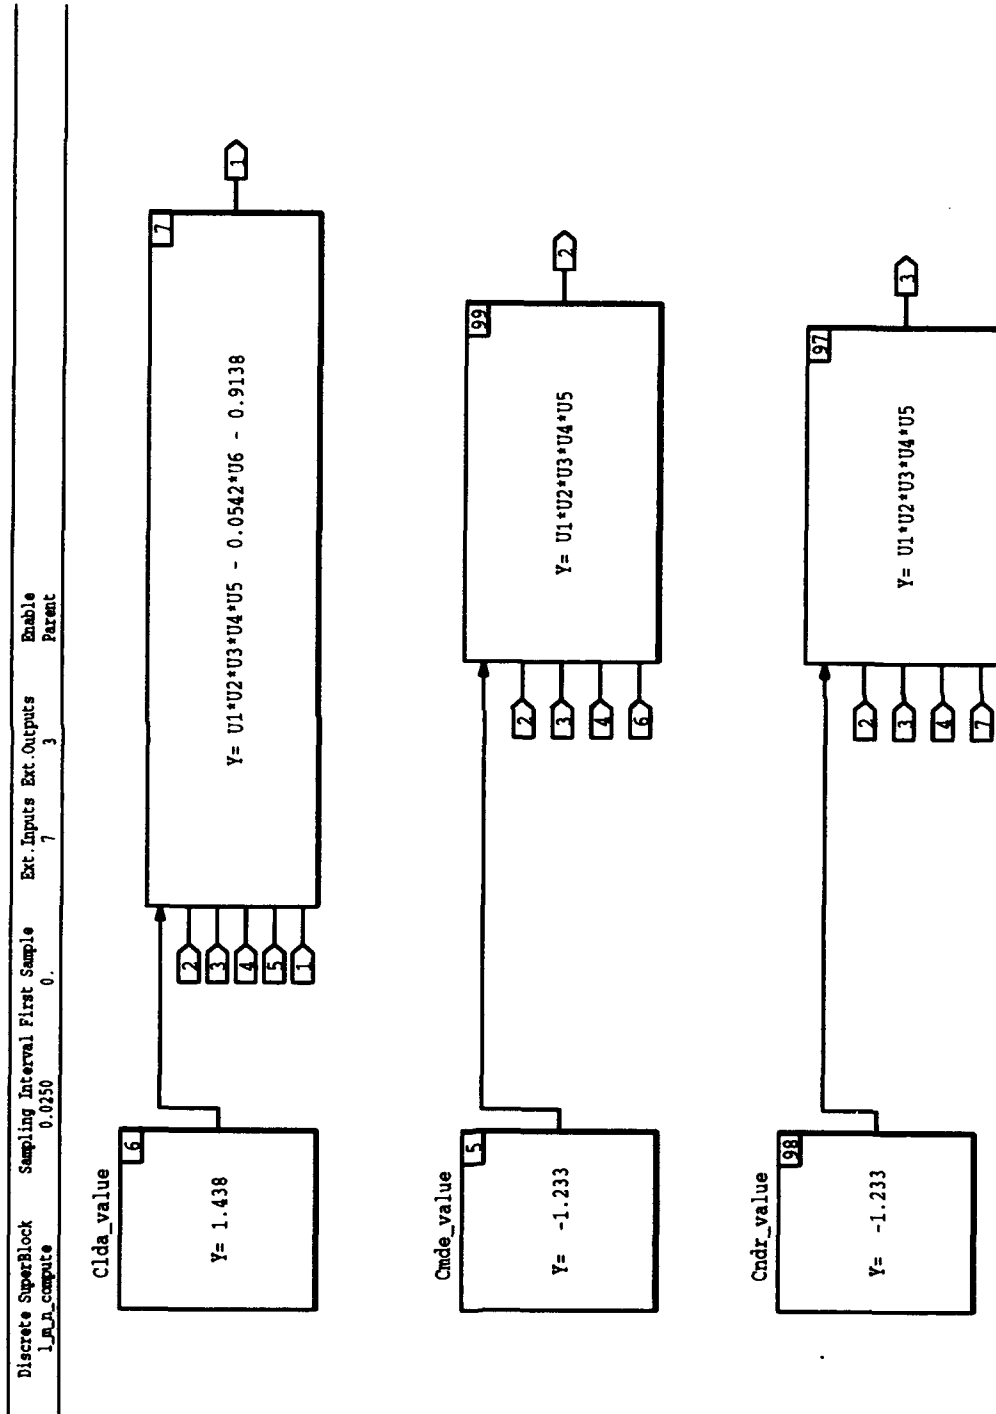 Discrete SuperBlock Sampling Interval First Sample Ext.Inputs Ext.Outputs Enable
l_m_n_compute 0.0250 0. 7 3 Parent
Clda_value
6
Y= 1.438
2
3
4
5
1
7
Y= U1*U2*U3*U4*U5 - 0.0542*U6 - 0.9138
1
Cmde_value
5
Y= -1.233
2
3
4
6
99
Y= U1*U2*U3*U4*U5
2
Cndr_value
98
Y= -1.233
2
3
4
7
97
Y= U1*U2*U3*U4*U5
3